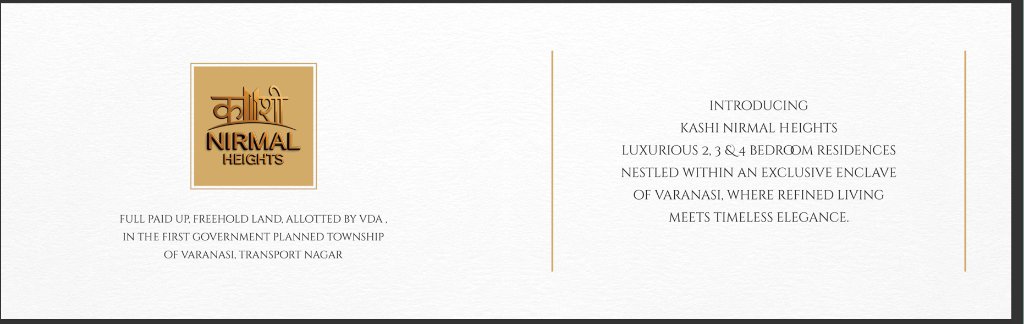 काशी
NIRMAL
HEIGHTS
FULL PAID UP, FREEHOLD LAND, ALLOTTED BY VDA ,
IN THE FIRST GOVERNMENT PLANNED TOWNSHIP
OF VARANASI, TRANSPORT NAGAR
INTRODUCING
KASHI NIRMAL HEIGHTS
LUXURIOUS 2, 3 & 4 BEDROOM RESIDENCES
NESTLED WITHIN AN EXCLUSIVE ENCLAVE
OF VARANASI, WHERE REFINED LIVING
MEETS TIMELESS ELEGANCE.